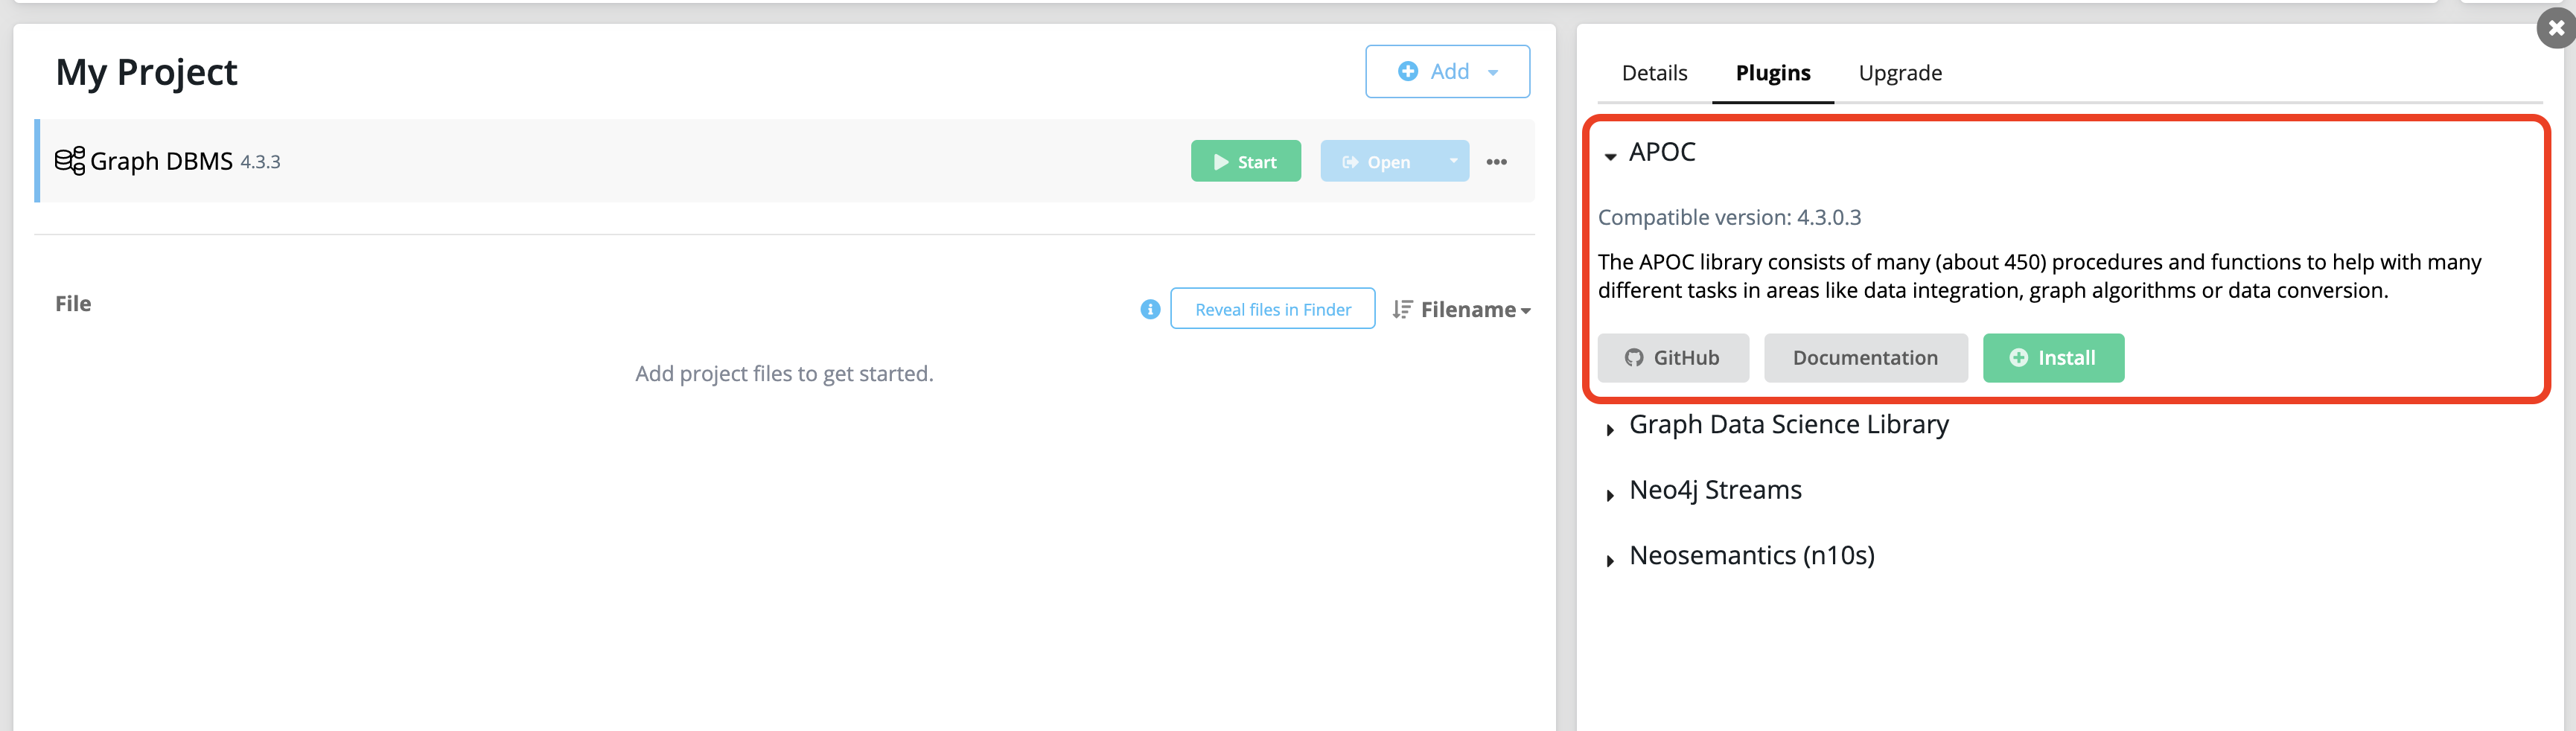 My Project
Add
Graph DBMS 4.3.3
Start
Open
File
Reveal files in Finder
Filename
Add project files to get started.
Details
Plugins
Upgrade
APOC
Compatible version: 4.3.0.3
The APOC library consists of many (about 450) procedures and functions to help with many
different tasks in areas like data integration, graph algorithms or data conversion.
GitHub
Documentation
Install
Graph Data Science Library
Neo4j Streams
Neosemantics (n10s)